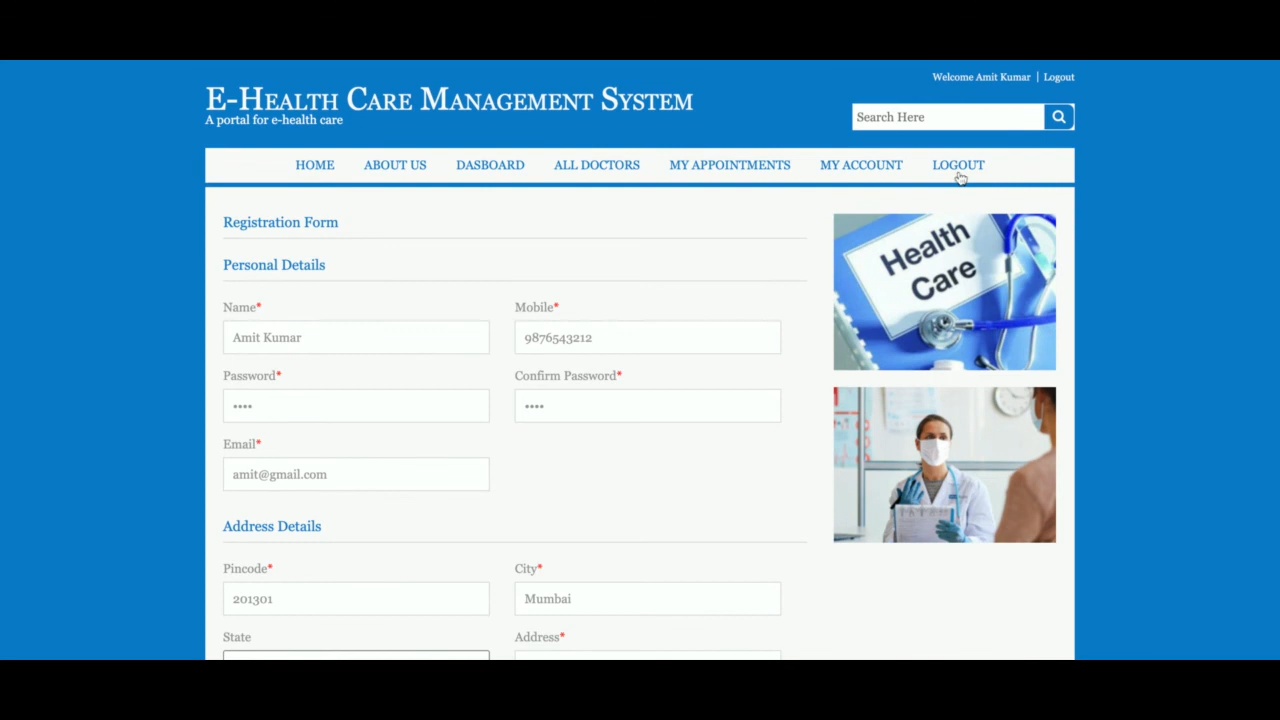 Welcome Amit Kumar | Logout
E-Health Care Management System
A portal for e-health care
Search Here
HOME ABOUT US DASBOARD ALL DOCTORS MY APPOINTMENTS MY ACCOUNT LOGOUT
Registration Form
Personal Details
Name* Mobile*
Amit Kumar 9876543212
Password* Confirm Password*
•••• ••••
Email*
amit@gmail.com
Address Details
Pincode* City*
201301 Mumbai
State Address*
Health
Care